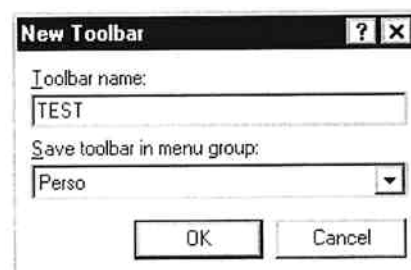 New Toolbar
Toolbar name:
TEST
Save toolbar in menu group:
Perso
OK Cancel